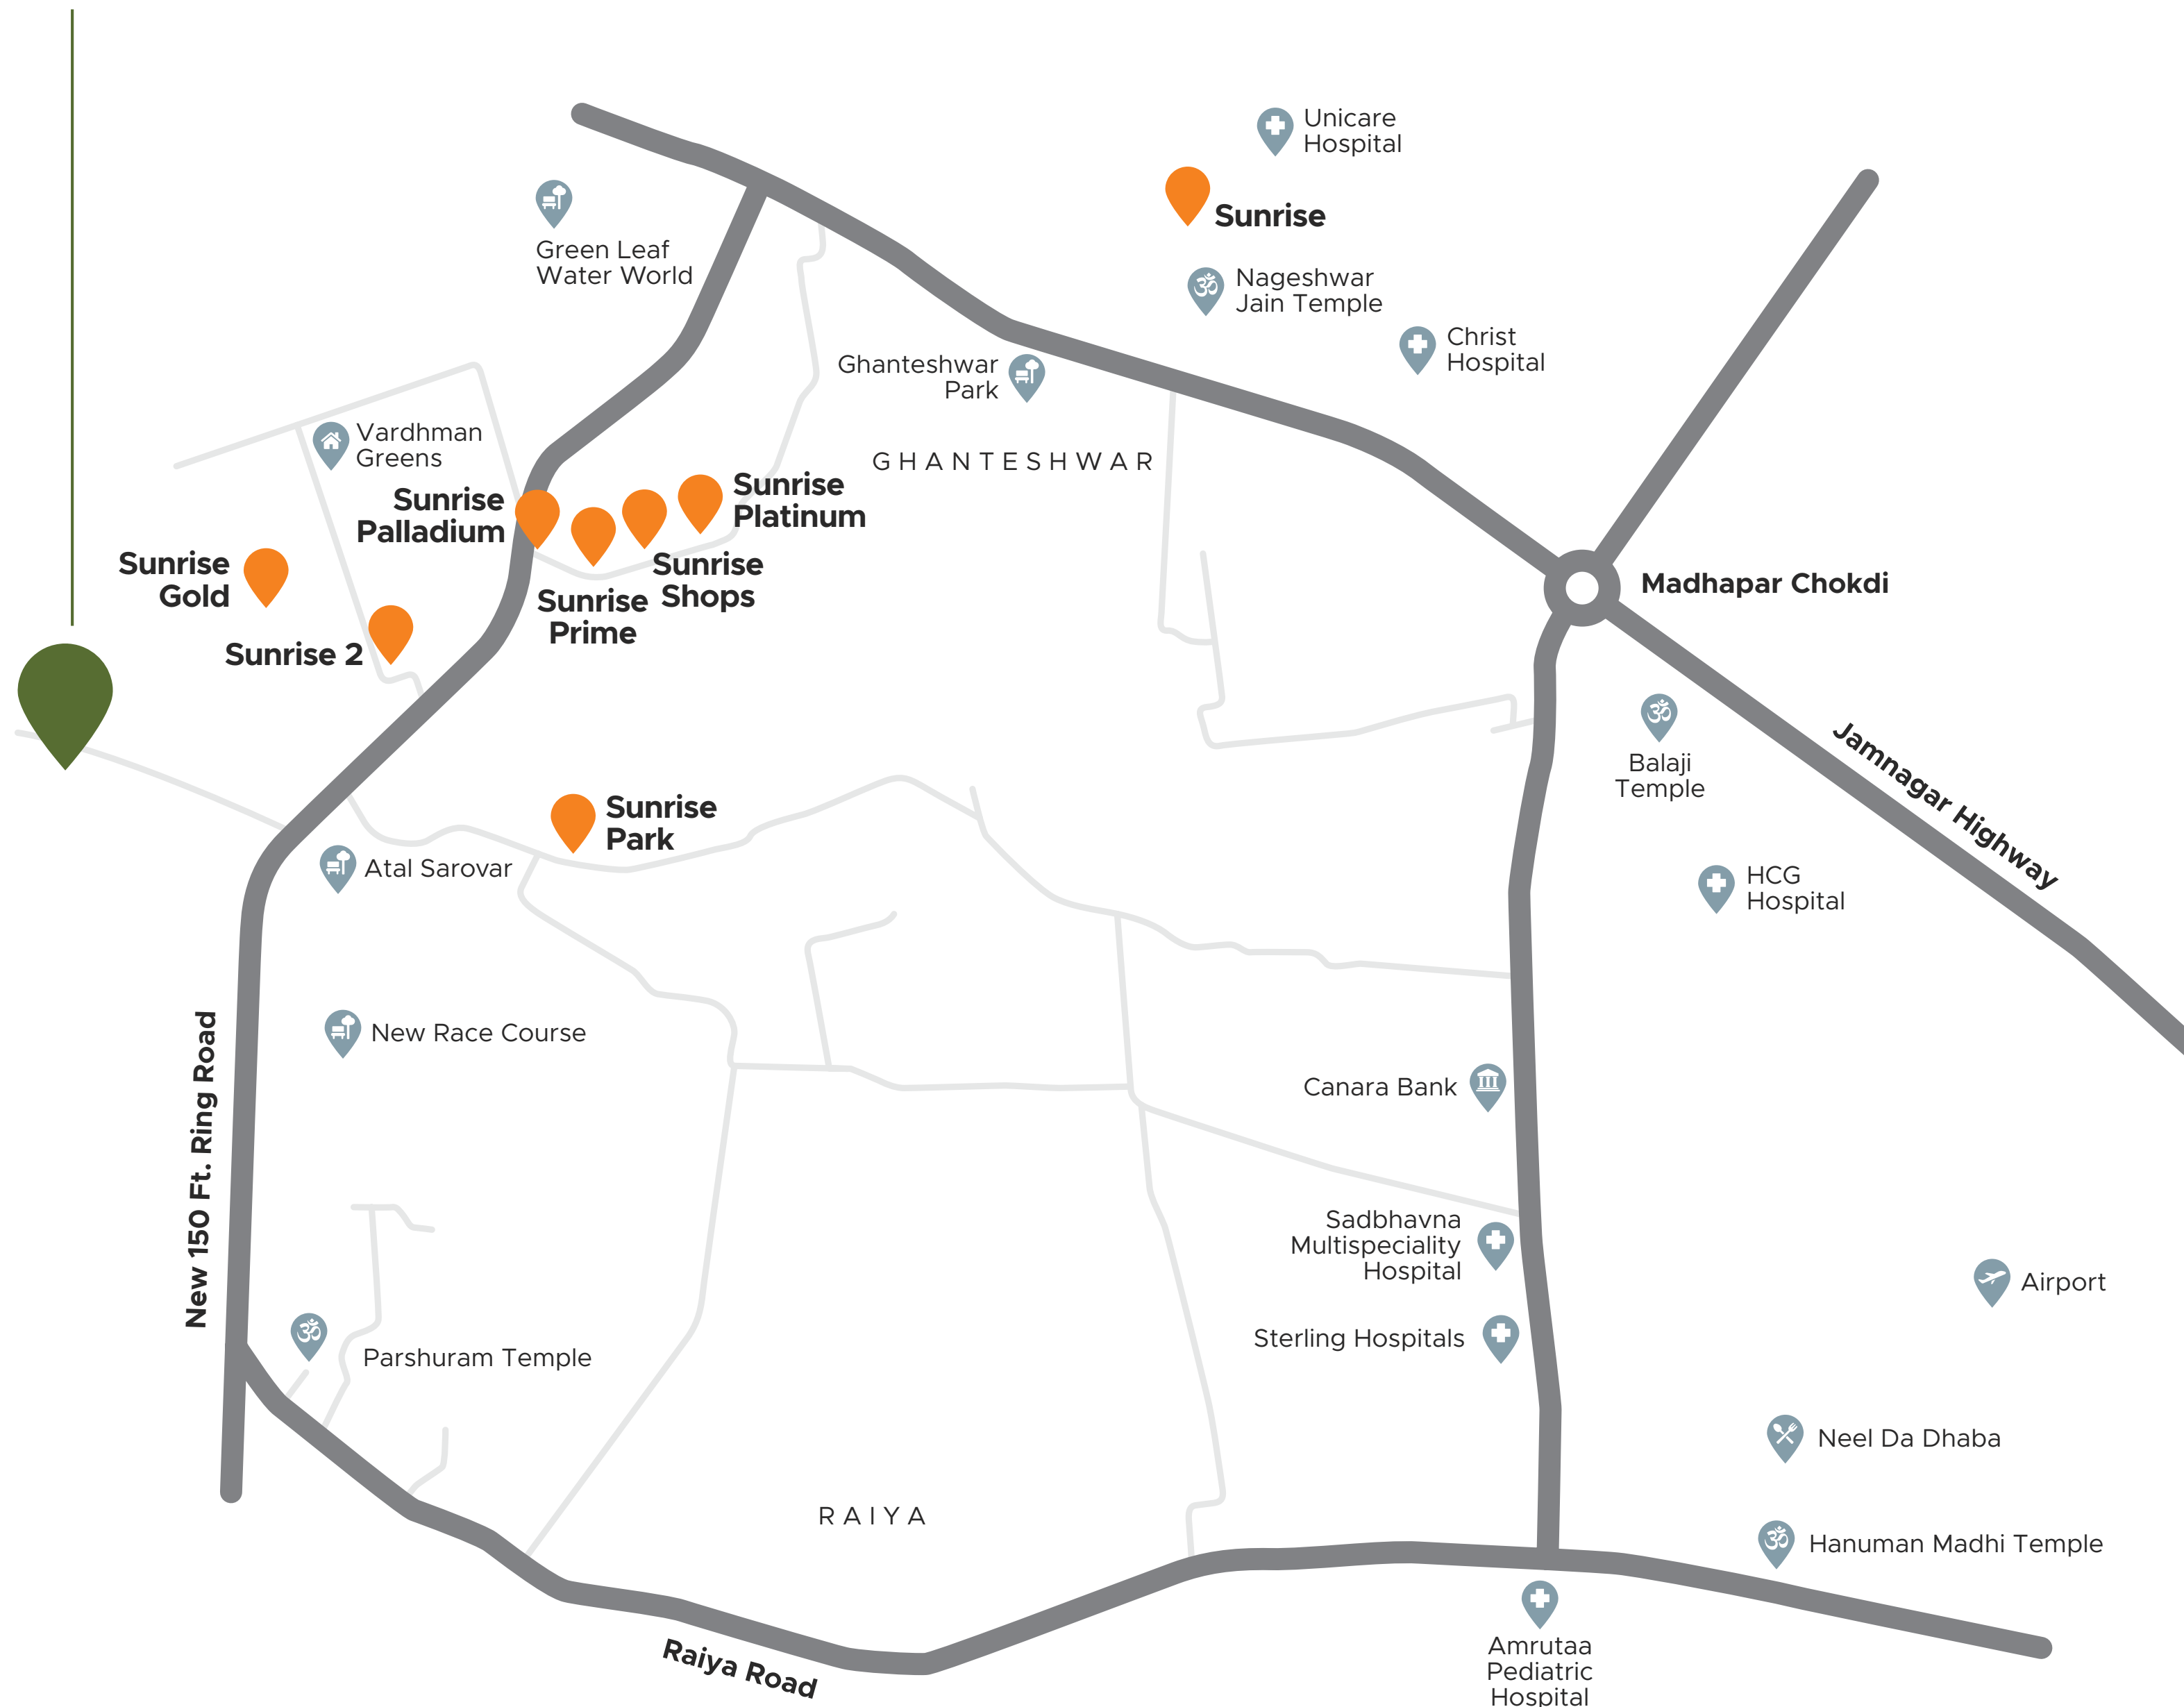 Unicare
Hospital
Sunrise
Green Leaf
Water World
Nageshwar
Jain Temple
Christ
Hospital
Ghanteshwar
Park
GHANTESHWAR
Vardhman
Greens
Sunrise
Palladium
Sunrise
Platinum
Sunrise
Gold
Sunrise
Shops
Sunrise
Prime
Sunrise 2
Madhapar Chokdi
Balaji
Temple
Jamnagar Highway
Sunrise
Park
Atal Sarovar
HCG
Hospital
New Race Course
New 150 Ft. Ring Road
Canara Bank
Sadbhavna
Multispeciality
Hospital
Airport
Sterling Hospitals
Parshuram Temple
Neel Da Dhaba
RAIYA
Hanuman Madhi Temple
Raiya Road
Amrutaa
Pediatric
Hospital